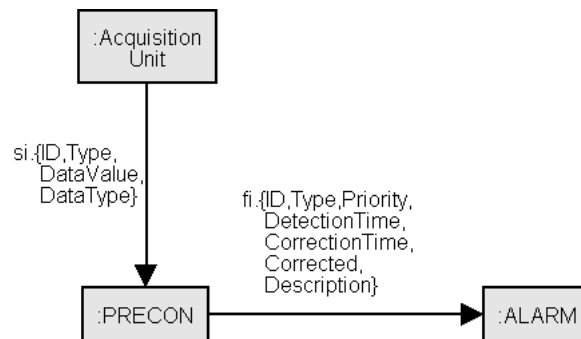 :Acquisition
Unit
si.{ID,Type,
DataValue,
DataType}
fi.{ID,Type,Priority,
DetectionTime,
CorrectionTime,
Corrected,
Description}
:PRECON
:ALARM